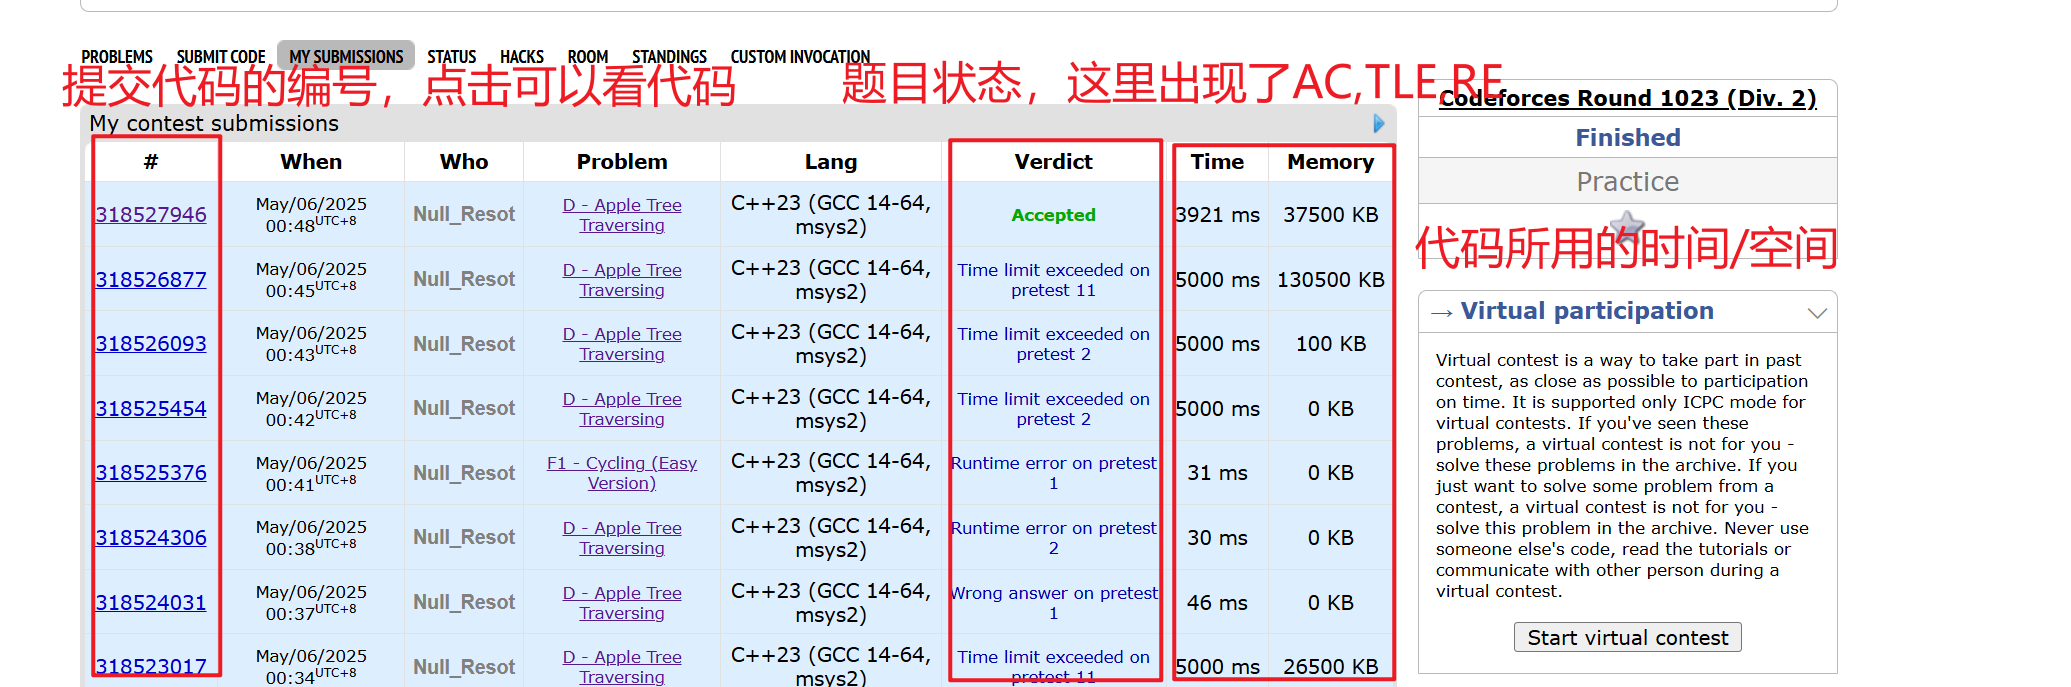 PROBLEMS SUBMIT CODE MY SUBMISSIONS STATUS HACKS ROOM STANDINGS CUSTOM INVOCATION
提交代码的编号，点击可以看代码
题目状态，这里出现了AC,TLE,RE
My contest submissions
# When Who Problem Lang Verdict Time Memory
318527946 May/06/2025 00:48UTC+8 Null_Resot D - Apple Tree Traversing C++23 (GCC 14-64, msys2) Accepted 3921 ms 37500 KB
318526877 May/06/2025 00:45UTC+8 Null_Resot D - Apple Tree Traversing C++23 (GCC 14-64, msys2) Time limit exceeded on pretest 11 5000 ms 130500 KB
318526093 May/06/2025 00:43UTC+8 Null_Resot D - Apple Tree Traversing C++23 (GCC 14-64, msys2) Time limit exceeded on pretest 2 5000 ms 100 KB
318525454 May/06/2025 00:42UTC+8 Null_Resot D - Apple Tree Traversing C++23 (GCC 14-64, msys2) Time limit exceeded on pretest 2 5000 ms 0 KB
318525376 May/06/2025 00:41UTC+8 Null_Resot F1 - Cycling (Easy Version) C++23 (GCC 14-64, msys2) Runtime error on pretest 1 31 ms 0 KB
318524306 May/06/2025 00:38UTC+8 Null_Resot D - Apple Tree Traversing C++23 (GCC 14-64, msys2) Runtime error on pretest 2 30 ms 0 KB
318524031 May/06/2025 00:37UTC+8 Null_Resot D - Apple Tree Traversing C++23 (GCC 14-64, msys2) Wrong answer on pretest 1 46 ms 0 KB
318523017 May/06/2025 00:34UTC+8 Null_Resot D - Apple Tree Traversing C++23 (GCC 14-64, msys2) Time limit exceeded on pretest 11 5000 ms 26500 KB
Codeforces Round 1023 (Div. 2)
Finished
Practice
代码所用的时间/空间
→ Virtual participation
Virtual contest is a way to take part in past
contest, as close as possible to participation
on time. It is supported only ICPC mode for
virtual contests. If you've seen these
problems, a virtual contest is not for you -
solve these problems in the archive. If you
just want to solve some problem from a
contest, a virtual contest is not for you -
solve this problem in the archive. Never use
someone else's code, read the tutorials or
communicate with other person during a
virtual contest.
Start virtual contest